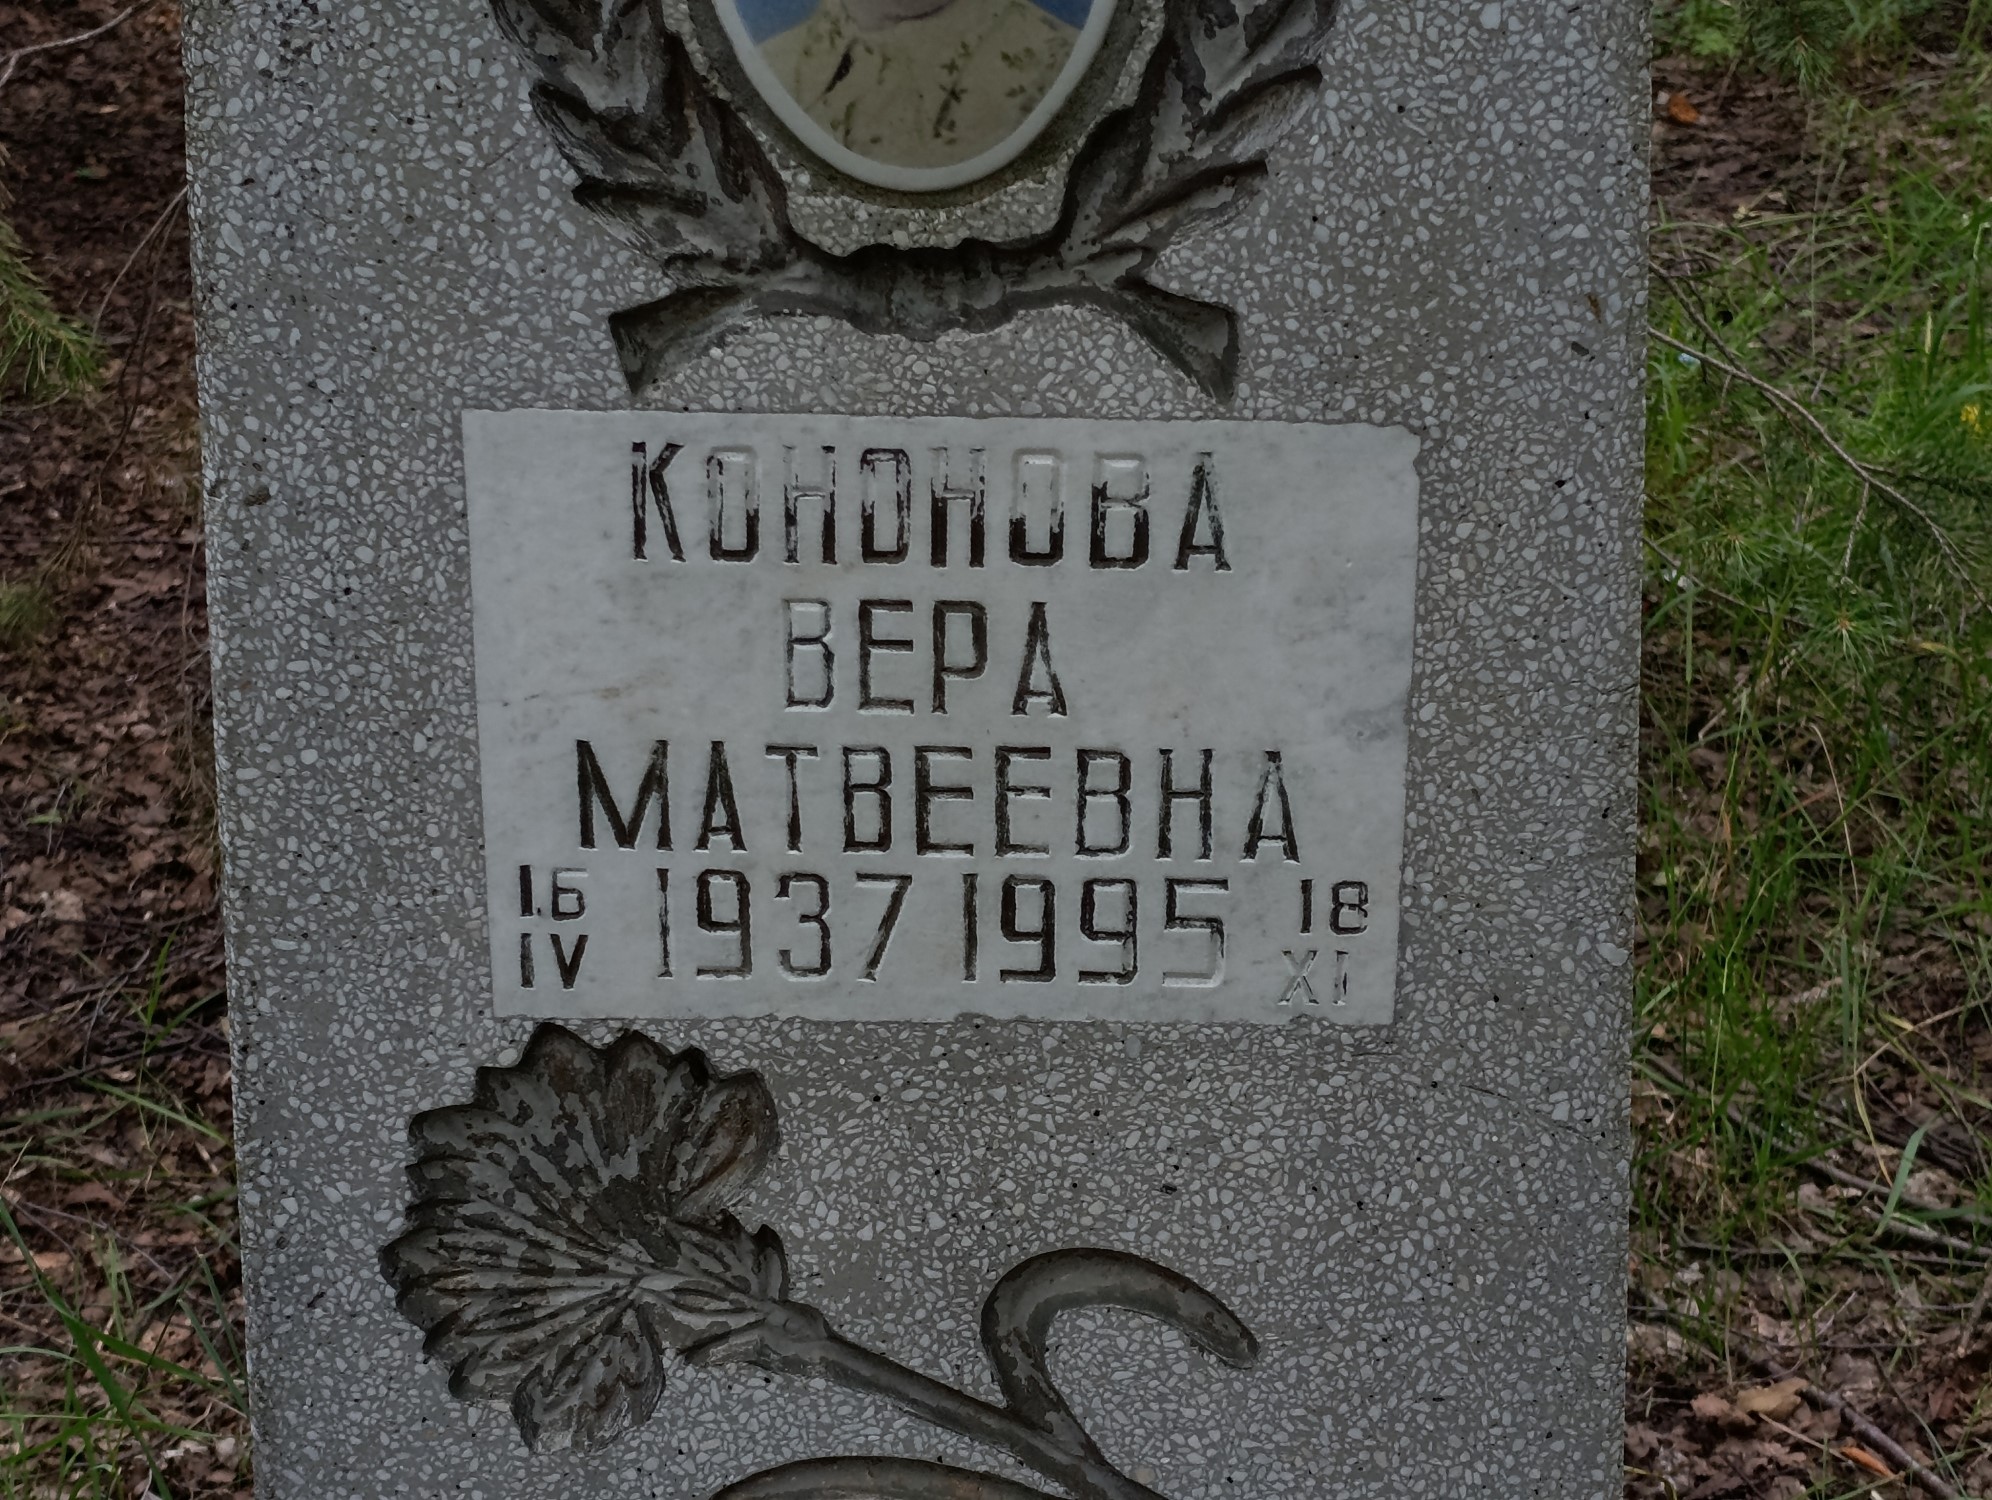 КОНОНОВА
ВЕРА
МАТВЕЕВНА
16 1937 1995 18
IV XI